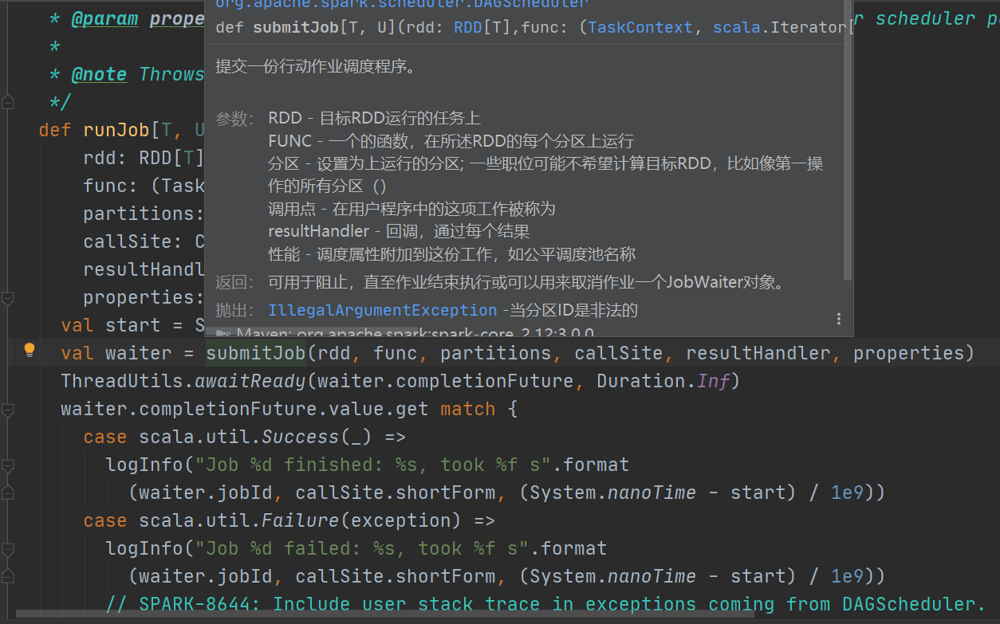 org.apache.spark.scheduler.DAGScheduler
* @param prope r scheduler p
def submitJob[T, U](rdd: RDD[T],func: (TaskContext, scala.Iterator[
*
提交一份行动作业调度程序。
* @note Throws
*/
参数： RDD - 目标RDD运行的任务上
def runJob[T, U
FUNC - 一个的函数，在所述RDD的每个分区上运行
rdd: RDD[T]
分区 - 设置为上运行的分区; 一些职位可能不希望计算目标RDD，比如像第一操
func: (Task
作的所有分区（）
partitions:
调用点 - 在用户程序中的这项工作被称为
callSite: C
resultHandler - 回调，通过每个结果
resultHandl
性能 - 调度属性附加到这份工作，如公平调度池名称
返回： 可用于阻止，直至作业结束执行或可以用来取消作业一个JobWaiter对象。
properties:
抛出： IllegalArgumentException -当分区ID是非法的
val start = S
Maven: org.apache.spark:spark-core_2.12:3.0.0
val waiter = submitJob(rdd, func, partitions, callSite, resultHandler, properties)
ThreadUtils.awaitReady(waiter.completionFuture, Duration.Inf)
waiter.completionFuture.value.get match {
case scala.util.Success(_) =>
logInfo("Job %d finished: %s, took %f s".format
(waiter.jobId, callSite.shortForm, (System.nanoTime - start) / 1e9))
case scala.util.Failure(exception) =>
logInfo("Job %d failed: %s, took %f s".format
(waiter.jobId, callSite.shortForm, (System.nanoTime - start) / 1e9))
// SPARK-8644: Include user stack trace in exceptions coming from DAGScheduler.